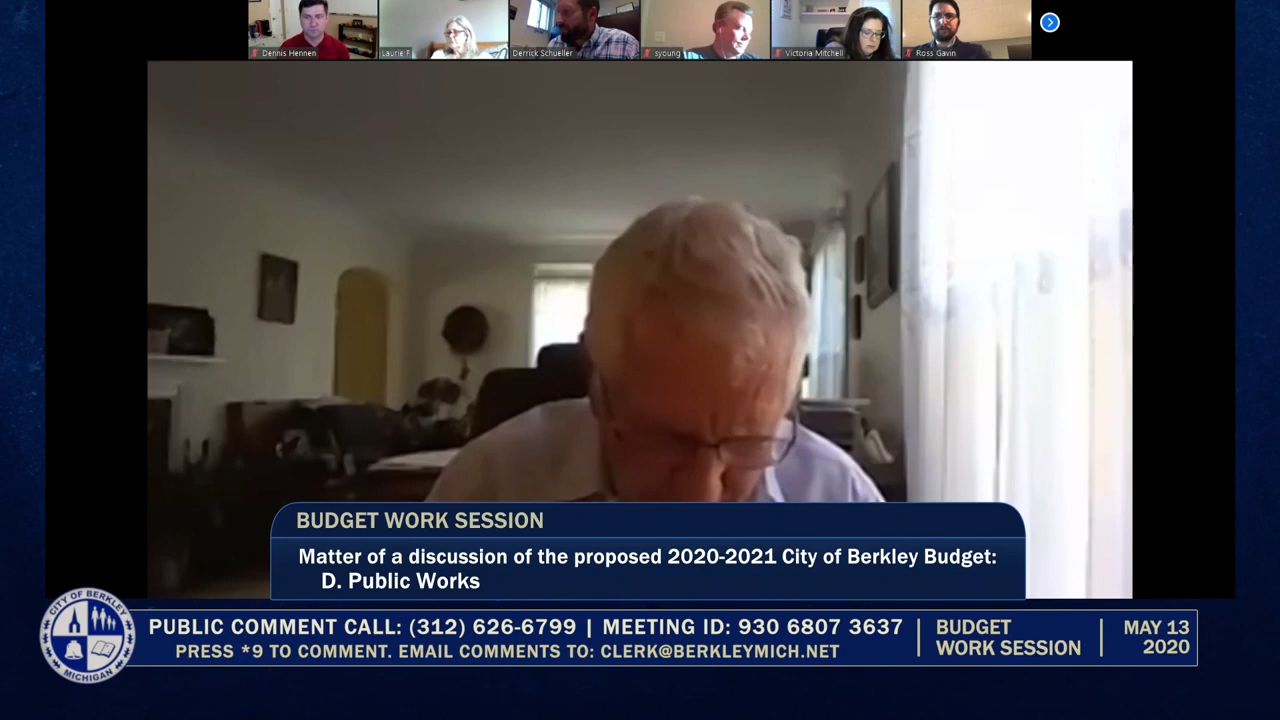 Dennis Hennen
Laurie F
Derrick Schueller
syoung
Victoria Mitchell
Ross Gavin
BUDGET WORK SESSION
Matter of a discussion of the proposed 2020-2021 City of Berkley Budget:
D. Public Works
CITY OF BERKLEY
MICHIGAN
PUBLIC COMMENT CALL: (312) 626-6799 | MEETING ID: 930 6807 3637
PRESS *9 TO COMMENT. EMAIL COMMENTS TO: CLERK@BERKLEYMICH.NET
BUDGET
WORK SESSION
MAY 13
2020